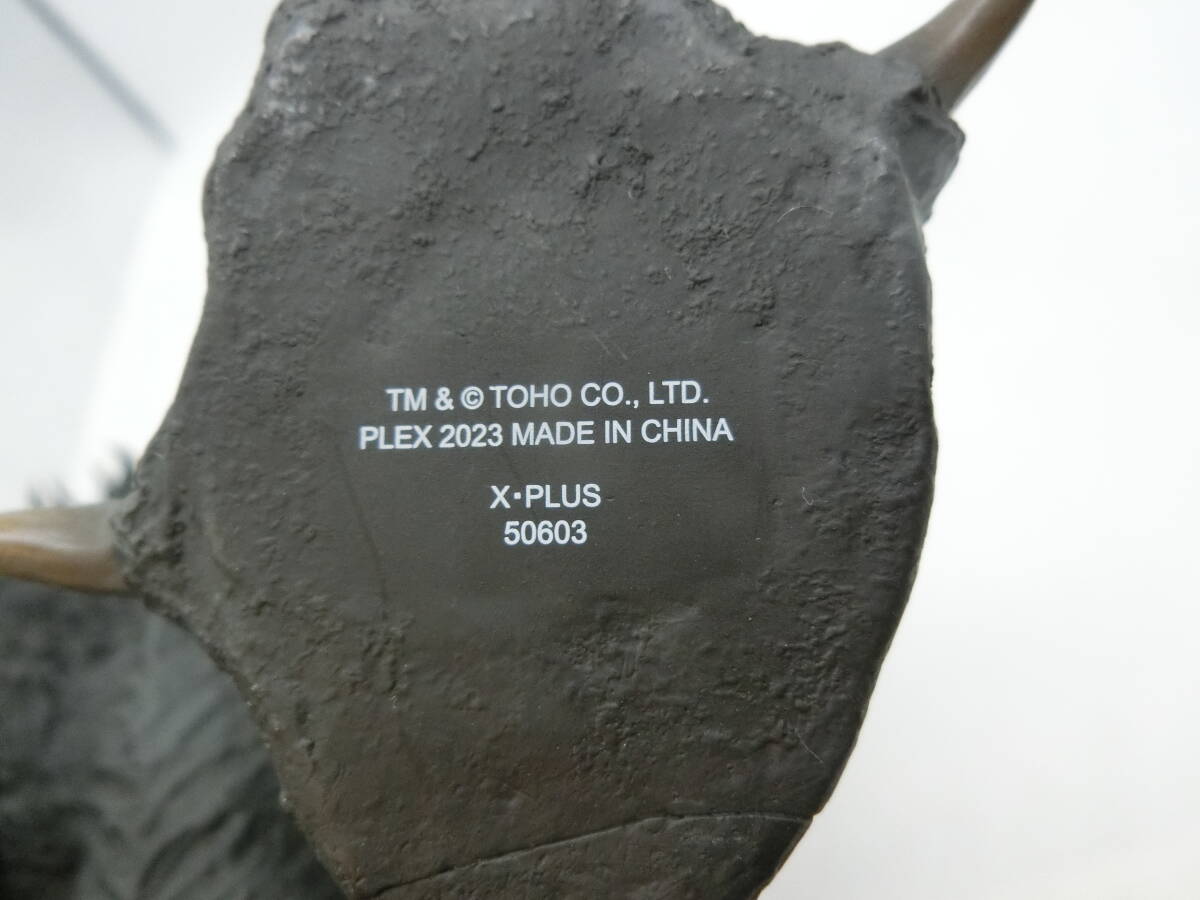 TM & © TOHO CO., LTD.
PLEX 2023 MADE IN CHINA
X·PLUS
50603